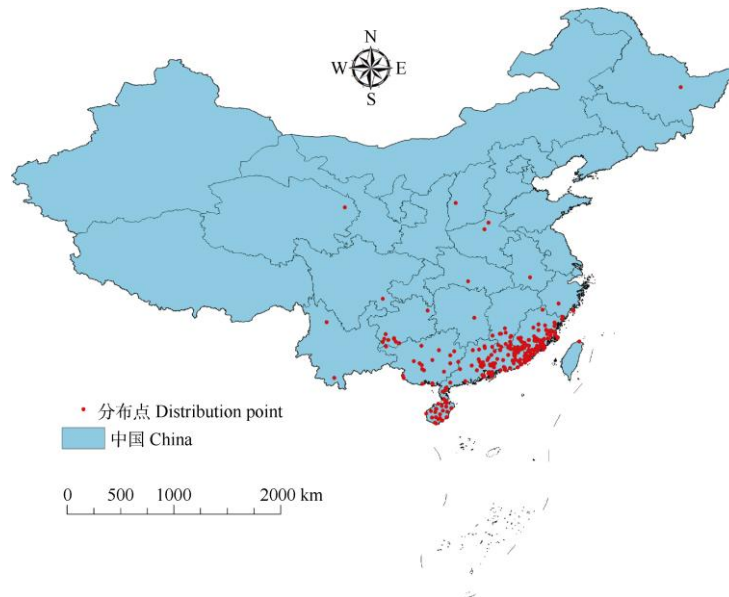 N
W E
S
分布点 Distribution point
中国 China
0 500 1000 2000 km